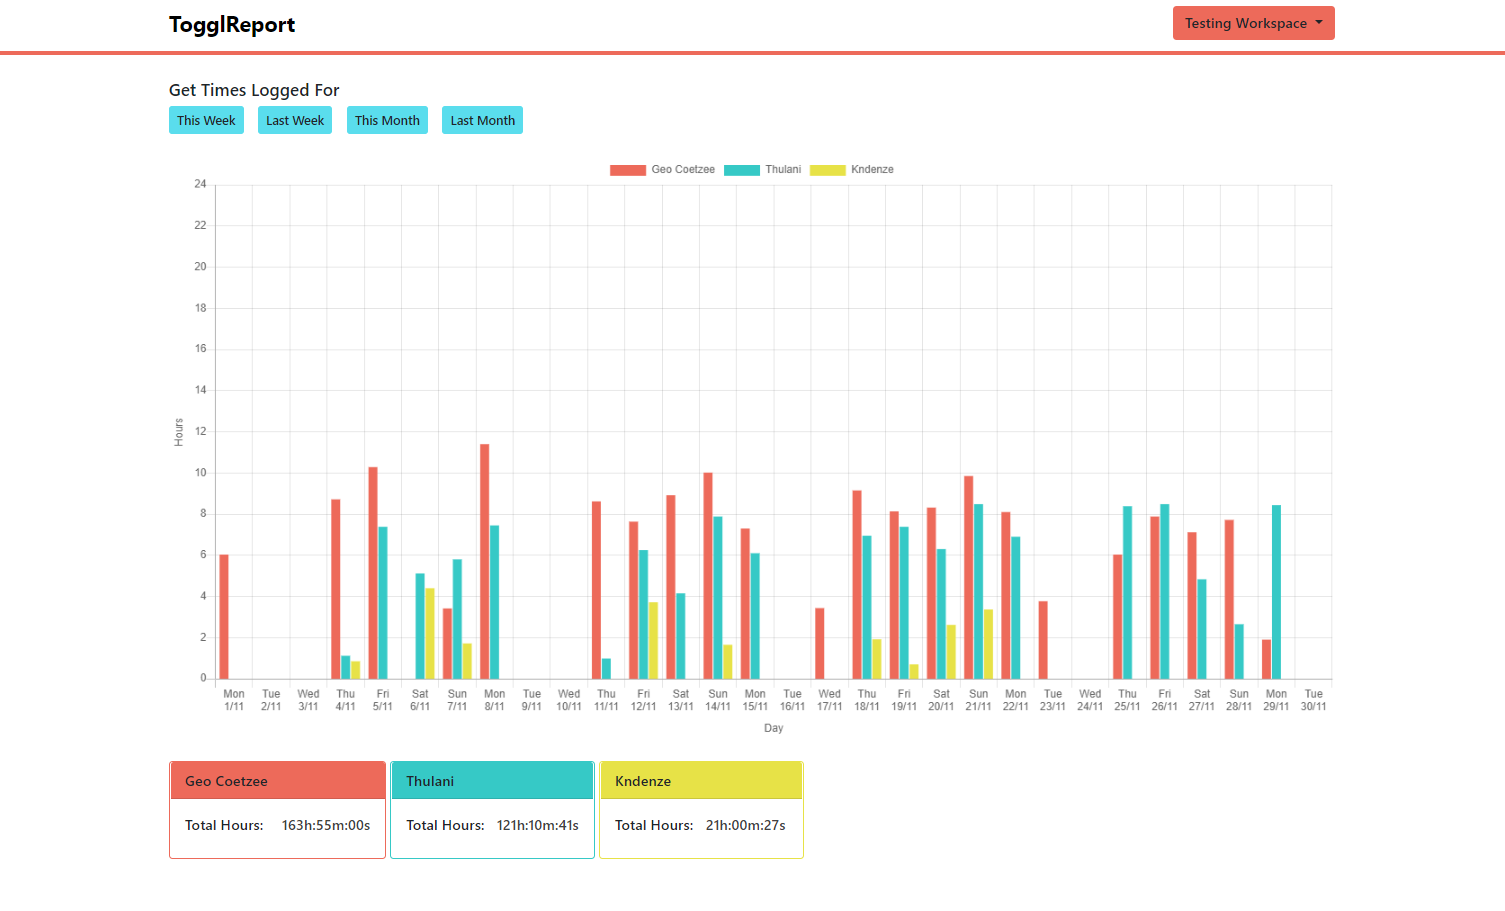 TogglReport
Testing Workspace
Get Times Logged For
This Week Last Week This Month Last Month
Geo Coetzee Thulani Kndenze
24
22
20
18
16
14
12
10
8
6
4
2
0
Hours
Mon Tue Wed Thu Fri Sat Sun Mon Tue Wed Thu Fri Sat Sun Mon Tue Wed Thu Fri Sat Sun Mon Tue Wed Thu Fri Sat Sun Mon Tue
1/11 2/11 3/11 4/11 5/11 6/11 7/11 8/11 9/11 10/11 11/11 12/11 13/11 14/11 15/11 16/11 17/11 18/11 19/11 20/11 21/11 22/11 23/11 24/11 25/11 26/11 27/11 28/11 29/11 30/11
Day
Geo Coetzee
Total Hours: 163h:55m:00s
Thulani
Total Hours: 121h:10m:41s
Kndenze
Total Hours: 21h:00m:27s